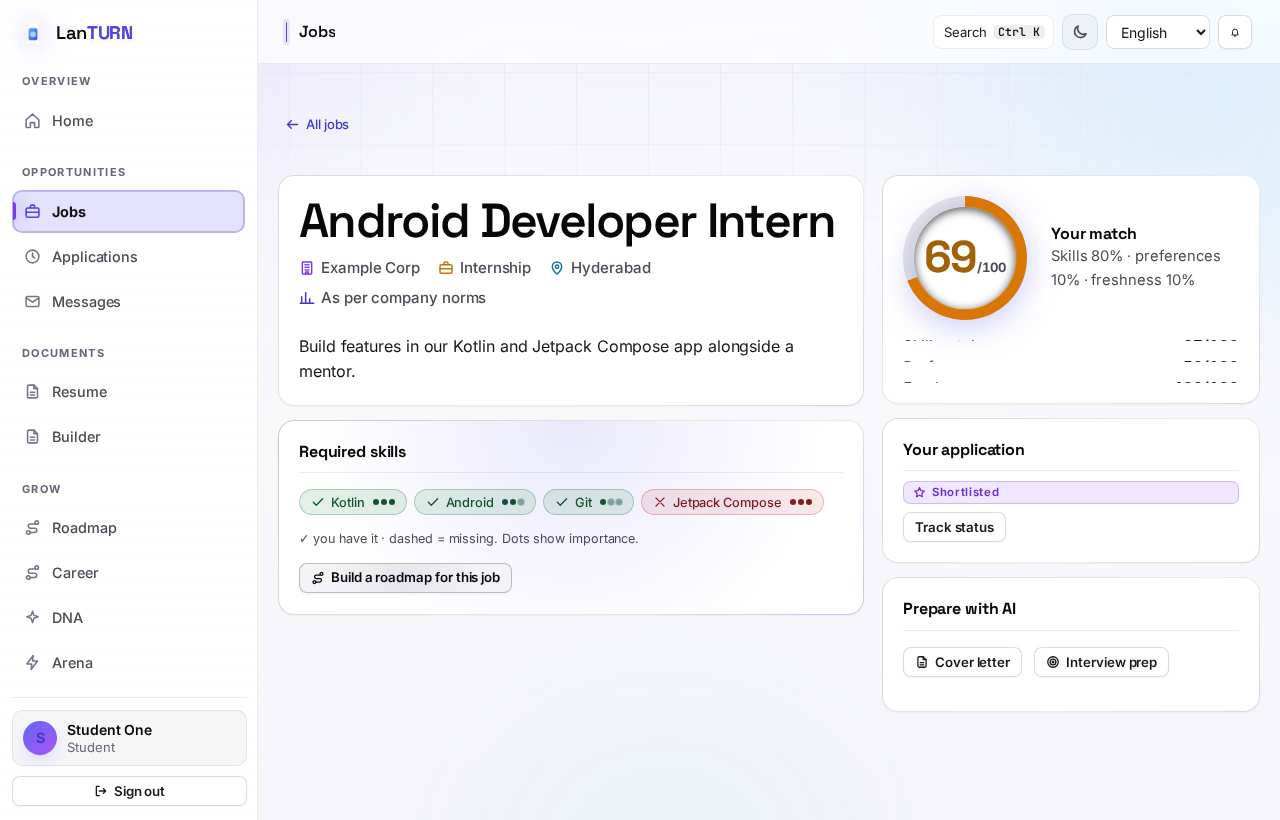 LanTURN
OVERVIEW
Home
OPPORTUNITIES
Jobs
Applications
Messages
DOCUMENTS
Resume
Builder
GROW
Roadmap
Career
DNA
Arena
S
Student One
Student
Sign out
Jobs
Search Ctrl K
English
All jobs
Android Developer Intern
Example Corp Internship Hyderabad
As per company norms
Build features in our Kotlin and Jetpack Compose app alongside a
mentor.
Required skills
Kotlin Android Git Jetpack Compose
✓ you have it · dashed = missing. Dots show importance.
Build a roadmap for this job
69/100
Your match
Skills 80% · preferences
10% · freshness 10%
Your application
Shortlisted
Track status
Prepare with AI
Cover letter Interview prep